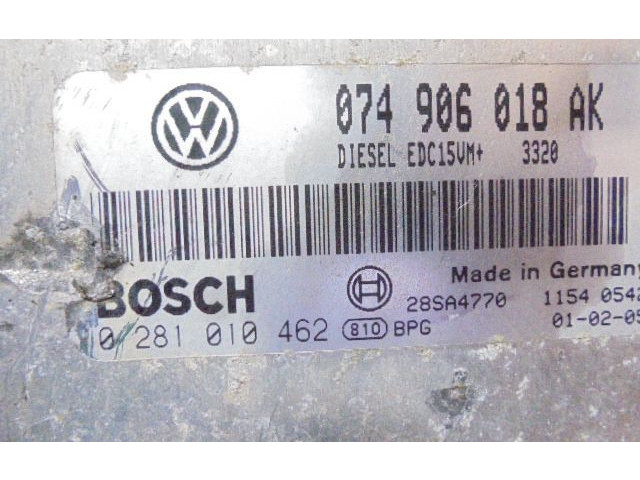 074 906 018 AK
DIESEL EDC15VM+ 3320
BOSCH
Made in Germany
28SA4770 1154 0542
0 281 010 462 810 BPG 01-02-05